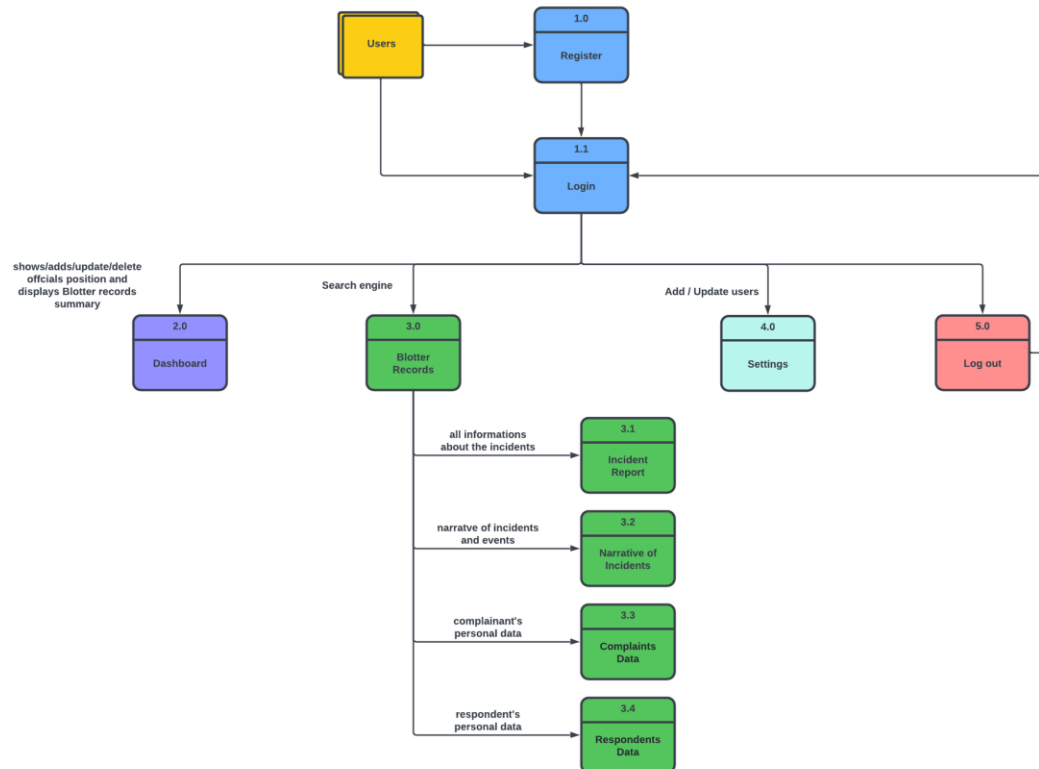 Users
1.0
Register
1.1
Login
shows/adds/update/delete
offcials position and
displays Blotter records
summary
Search engine
Add / Update users
2.0
Dashboard
3.0
Blotter
Records
4.0
Settings
5.0
Log out
all informations
about the incidents
3.1
Incident
Report
narratve of incidents
and events
3.2
Narrative of
Incidents
complainant's
personal data
3.3
Complaints
Data
respondent's
personal data
3.4
Respondents
Data